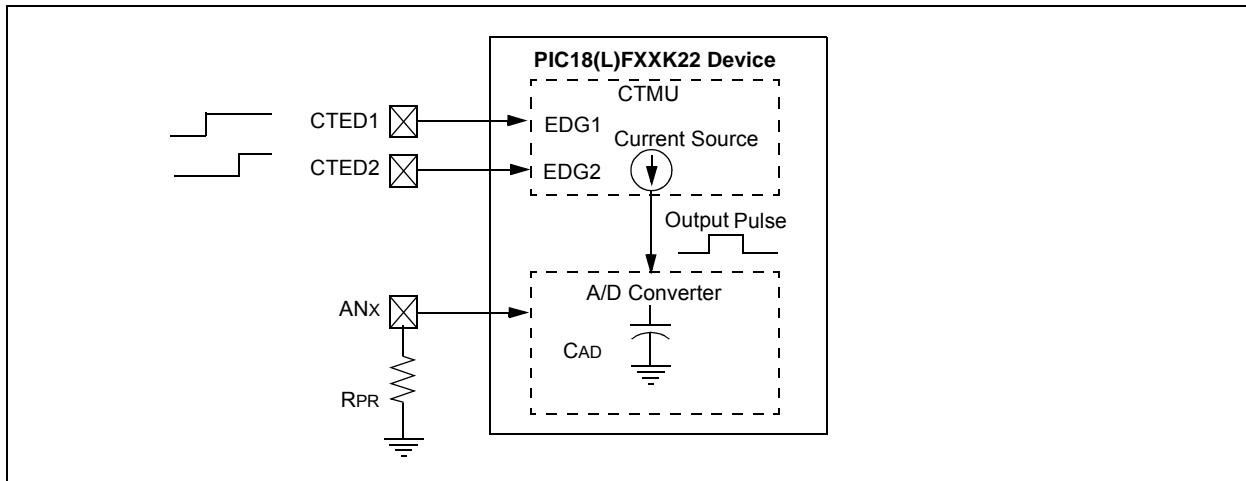 PIC18(L)FXXK22 Device
CTMU
CTED1
EDG1
Current Source
CTED2
EDG2
Output Pulse
A/D Converter
ANX
CAD
RPR